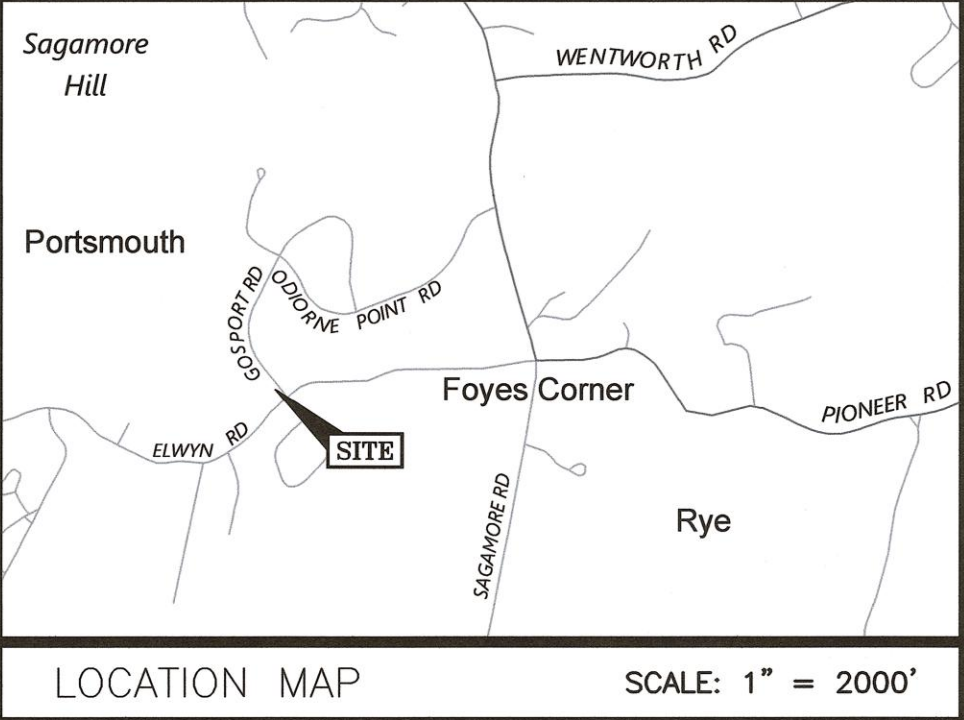 Sagamore
Hill
WENTWORTH RD
Portsmouth
GOSPORT RD
ODIORNE POINT RD
Foyes Corner
PIONEER RD
ELWYN RD
SITE
SAGAMORE RD
Rye
LOCATION MAP
SCALE: 1" = 2000'